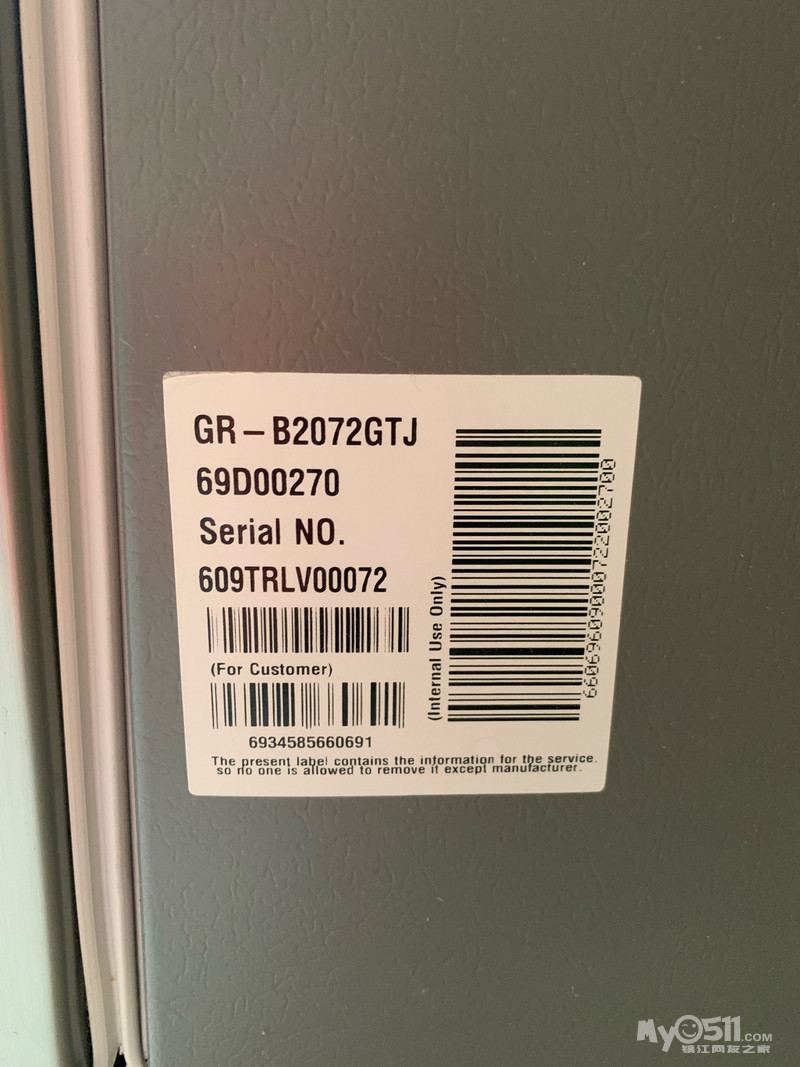 GR-B2072GTJ
69D00270
Serial NO.
609TRLV00072
(For Customer)
6934585660691
(Internal Use Only)
The present label contains the information for the service.
so no one is allowed to remove it except manufacturer.
MyO511.COM
镇江网友之家